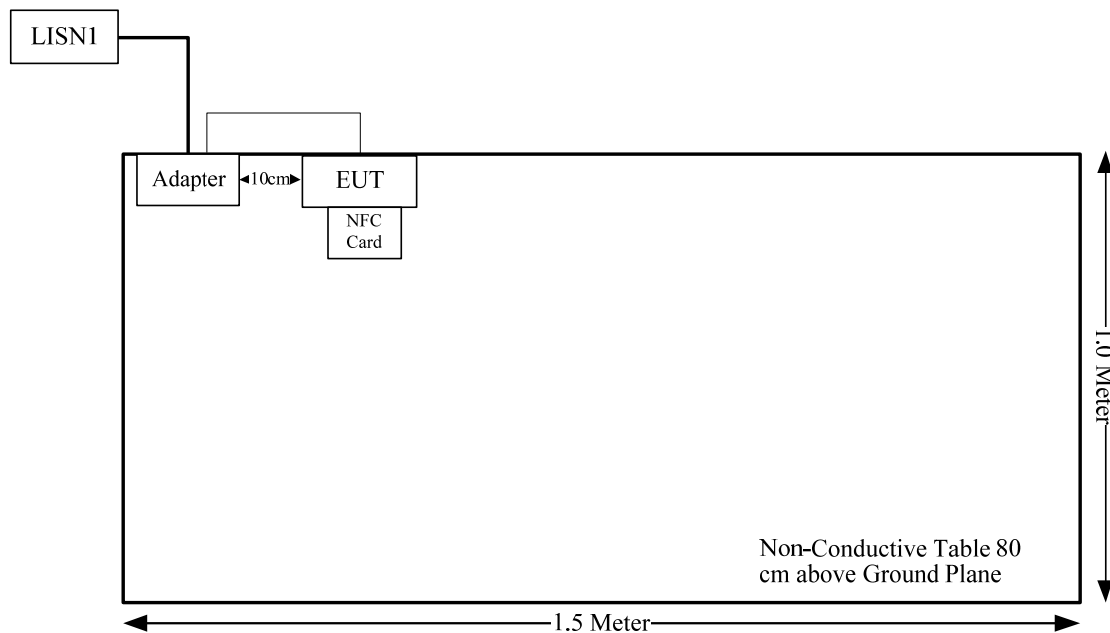 LISN1
Adapter
10cm
EUT
NFC
Card
1.0 Meter
Non-Conductive Table 80
cm above Ground Plane
1.5 Meter